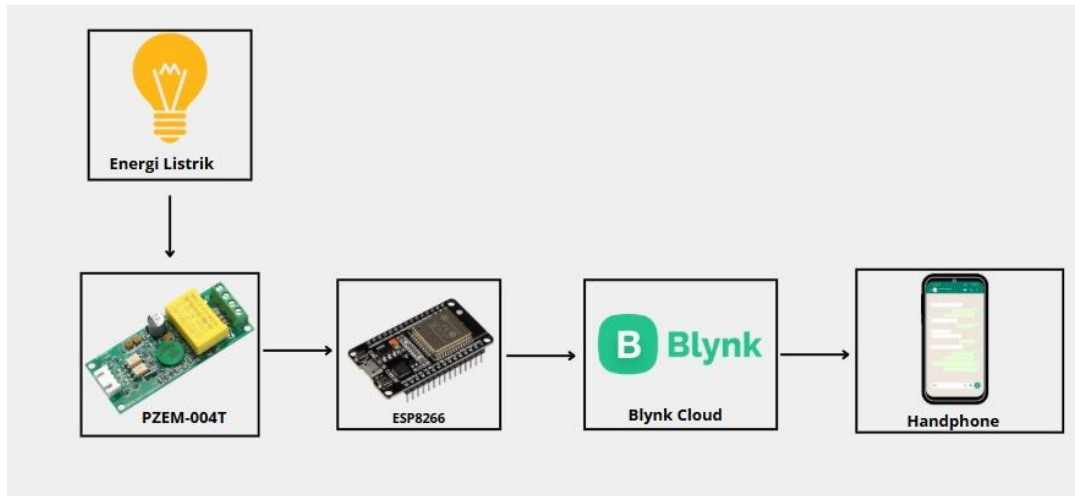 Energi Listrik
PZEM-004T
ESP8266
B Blynk
Blynk Cloud
Handphone